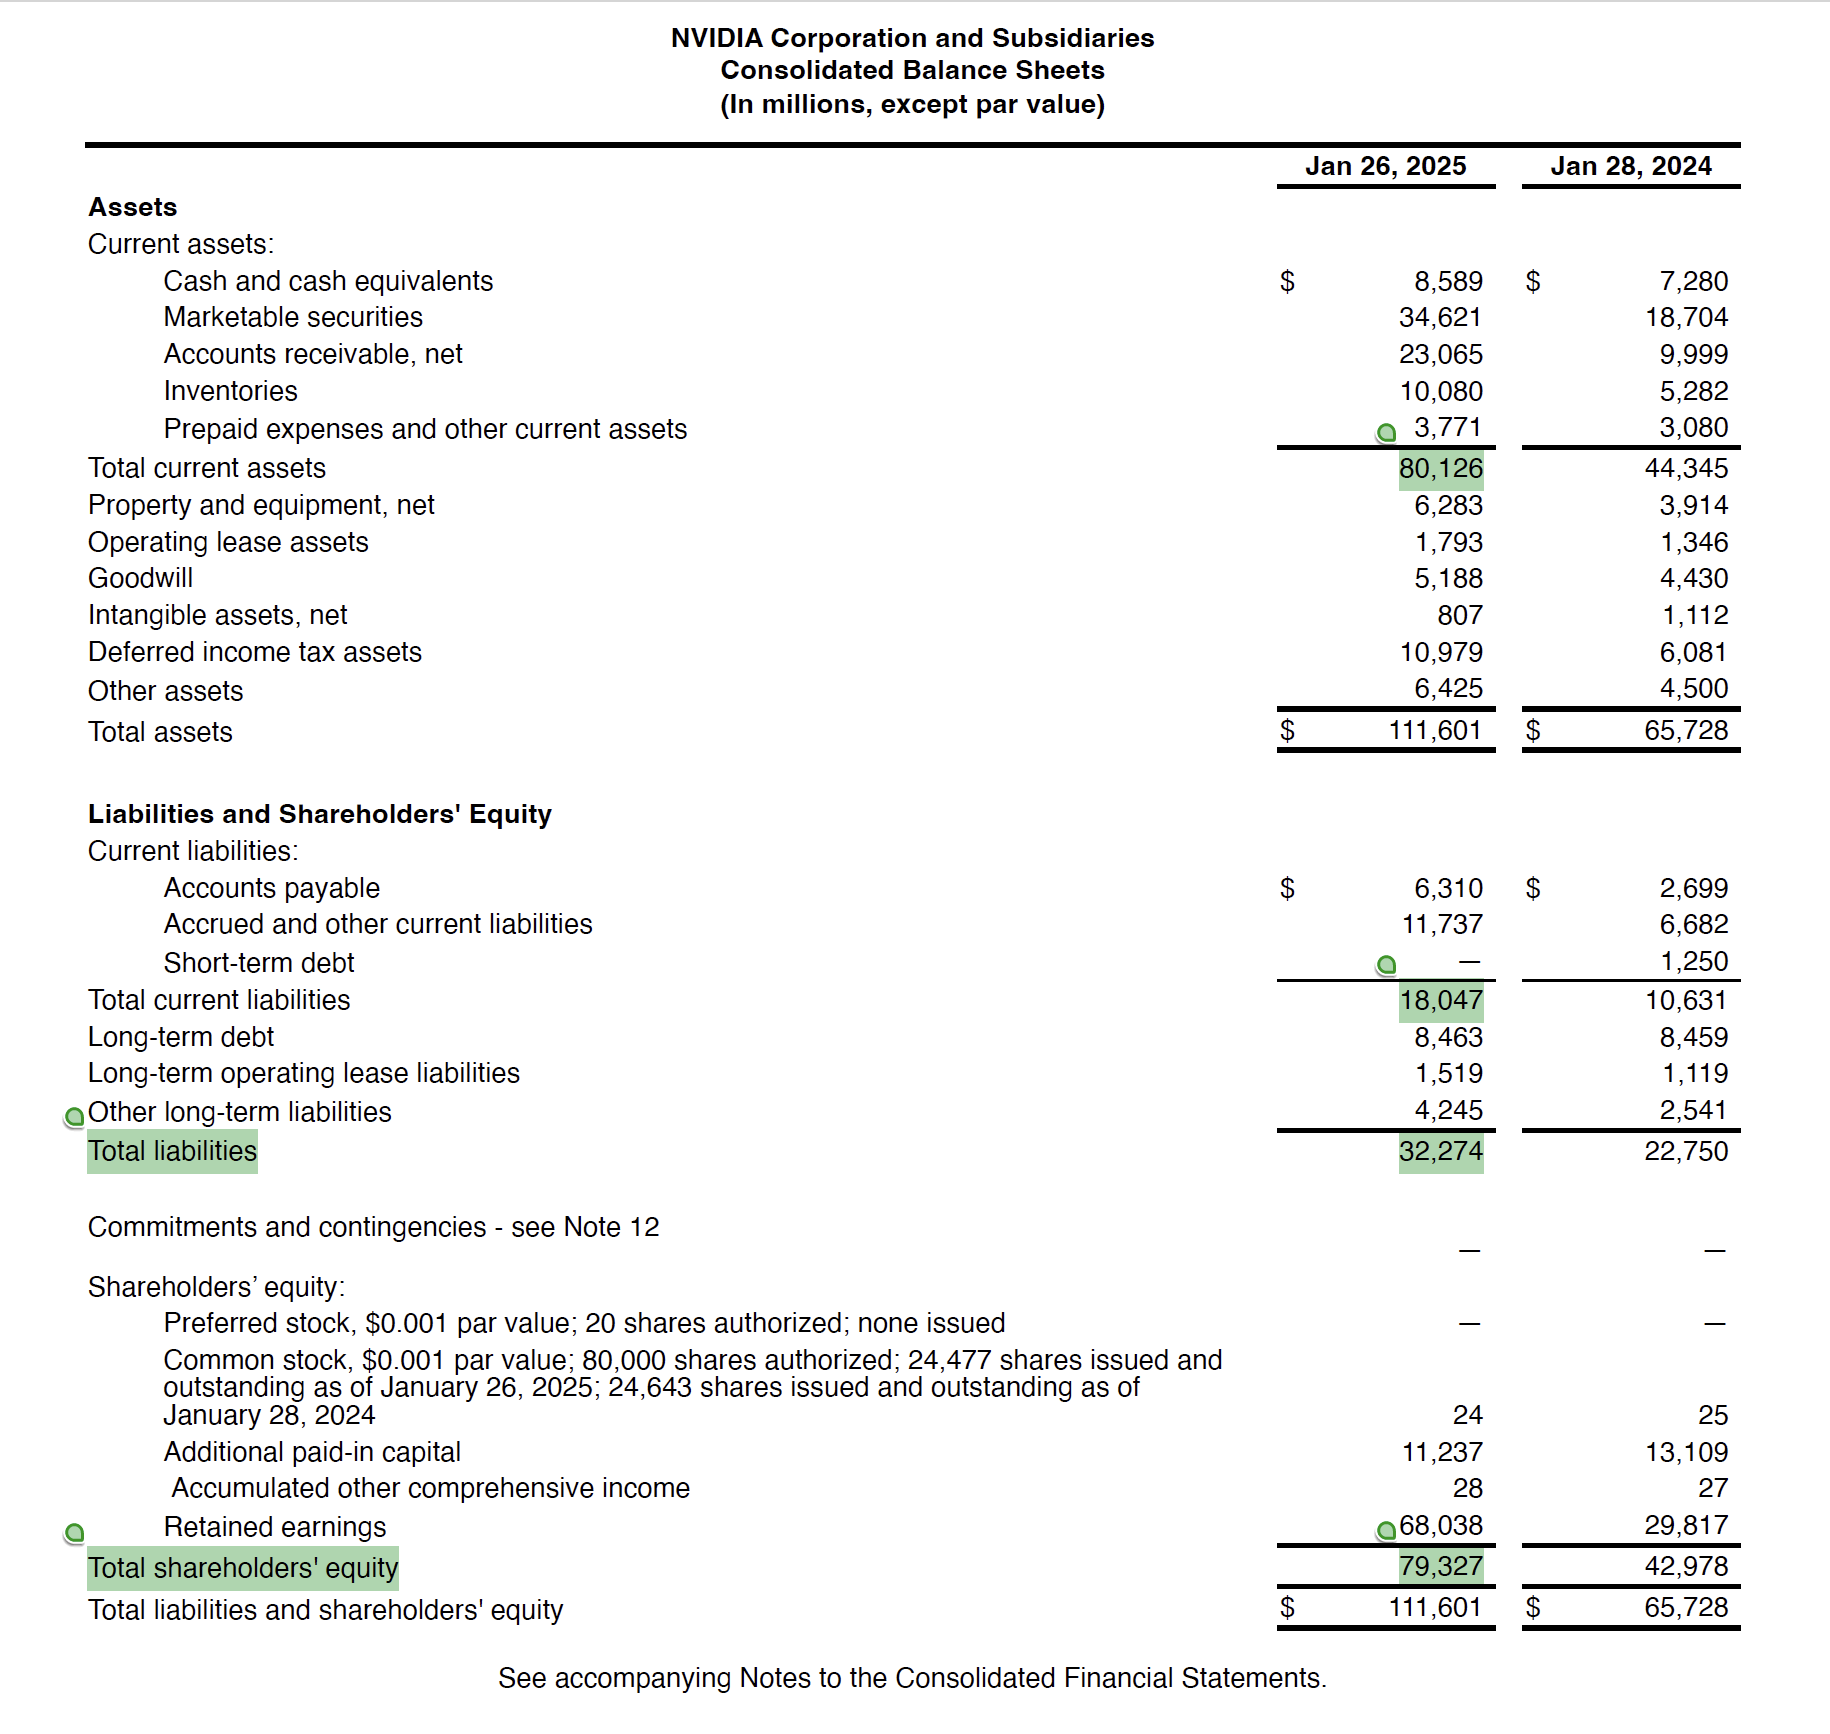 NVIDIA Corporation and Subsidiaries
Consolidated Balance Sheets
(In millions, except par value)
Jan 26, 2025 Jan 28, 2024
Assets
Current assets:
Cash and cash equivalents $ 8,589 $ 7,280
Marketable securities 34,621 18,704
Accounts receivable, net 23,065 9,999
Inventories 10,080 5,282
Prepaid expenses and other current assets 3,771 3,080
Total current assets 80,126 44,345
Property and equipment, net 6,283 3,914
Operating lease assets 1,793 1,346
Goodwill 5,188 4,430
Intangible assets, net 807 1,112
Deferred income tax assets 10,979 6,081
Other assets 6,425 4,500
Total assets $ 111,601 $ 65,728
Liabilities and Shareholders' Equity
Current liabilities:
Accounts payable $ 6,310 $ 2,699
Accrued and other current liabilities 11,737 6,682
Short-term debt — 1,250
Total current liabilities 18,047 10,631
Long-term debt 8,463 8,459
Long-term operating lease liabilities 1,519 1,119
Other long-term liabilities 4,245 2,541
Total liabilities 32,274 22,750
Commitments and contingencies - see Note 12
— —
Shareholders’ equity:
Preferred stock, $0.001 par value; 20 shares authorized; none issued — —
Common stock, $0.001 par value; 80,000 shares authorized; 24,477 shares issued and
outstanding as of January 26, 2025; 24,643 shares issued and outstanding as of
January 28, 2024 24 25
Additional paid-in capital 11,237 13,109
Accumulated other comprehensive income 28 27
Retained earnings 68,038 29,817
Total shareholders' equity 79,327 42,978
Total liabilities and shareholders' equity $ 111,601 $ 65,728
See accompanying Notes to the Consolidated Financial Statements.